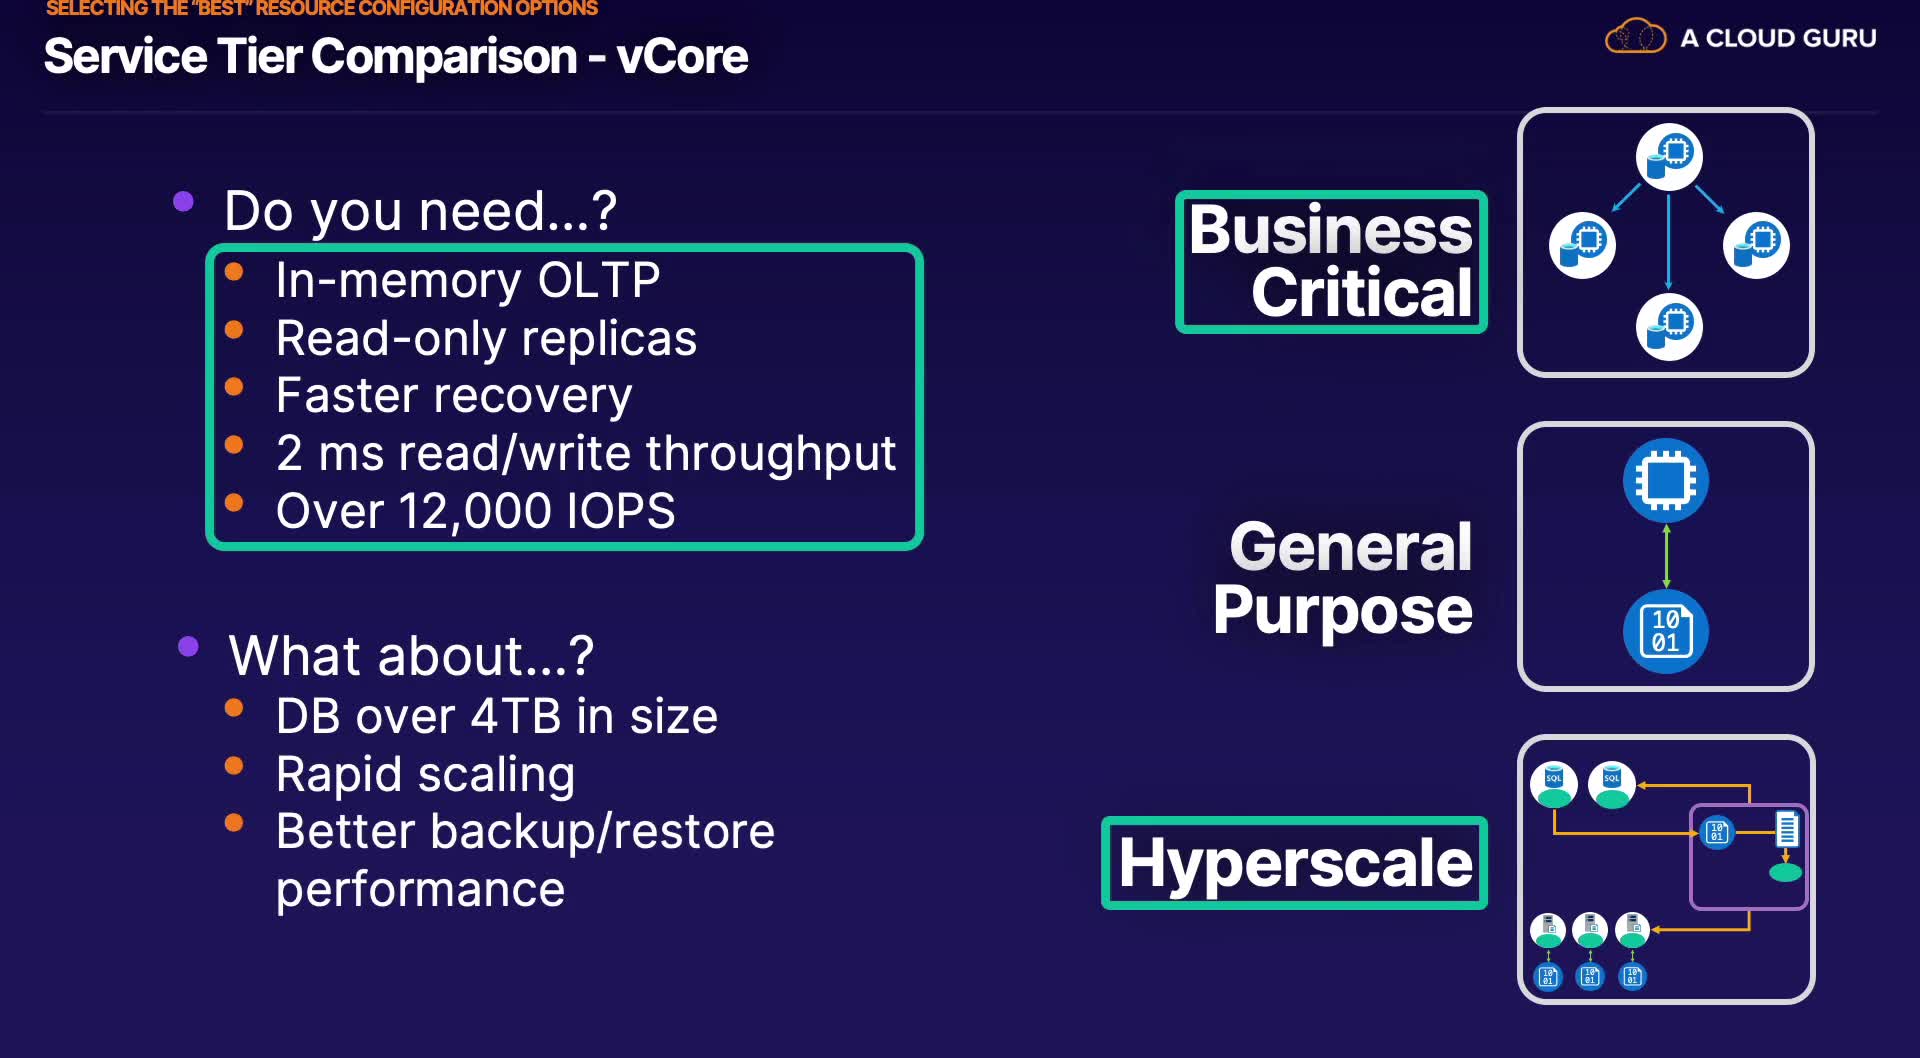 SELECTING THE “BEST” RESOURCE CONFIGURATION OPTIONS
Service Tier Comparison - vCore
A CLOUD GURU
Do you need...?
In-memory OLTP
Read-only replicas
Faster recovery
2 ms read/write throughput
Over 12,000 IOPS
What about...?
DB over 4TB in size
Rapid scaling
Better backup/restore
performance
Business
Critical
General
Purpose
10
01
Hyperscale
SQL
SQL
10
01
10
01
10
01
10
01